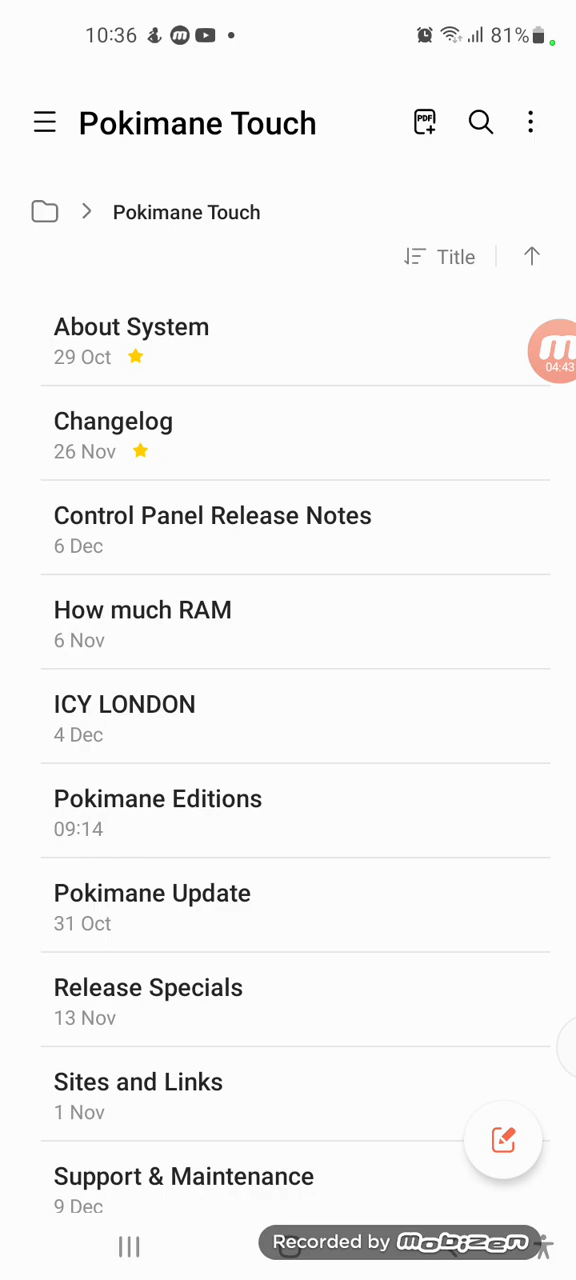 10:36 81%
Pokimane Touch
PDF
Pokimane Touch
Title
About System
29 Oct
04:43
Changelog
26 Nov
Control Panel Release Notes
6 Dec
How much RAM
6 Nov
ICY LONDON
4 Dec
Pokimane Editions
09:14
Pokimane Update
31 Oct
Release Specials
13 Nov
Sites and Links
1 Nov
Support & Maintenance
9 Dec
Recorded by mobizen